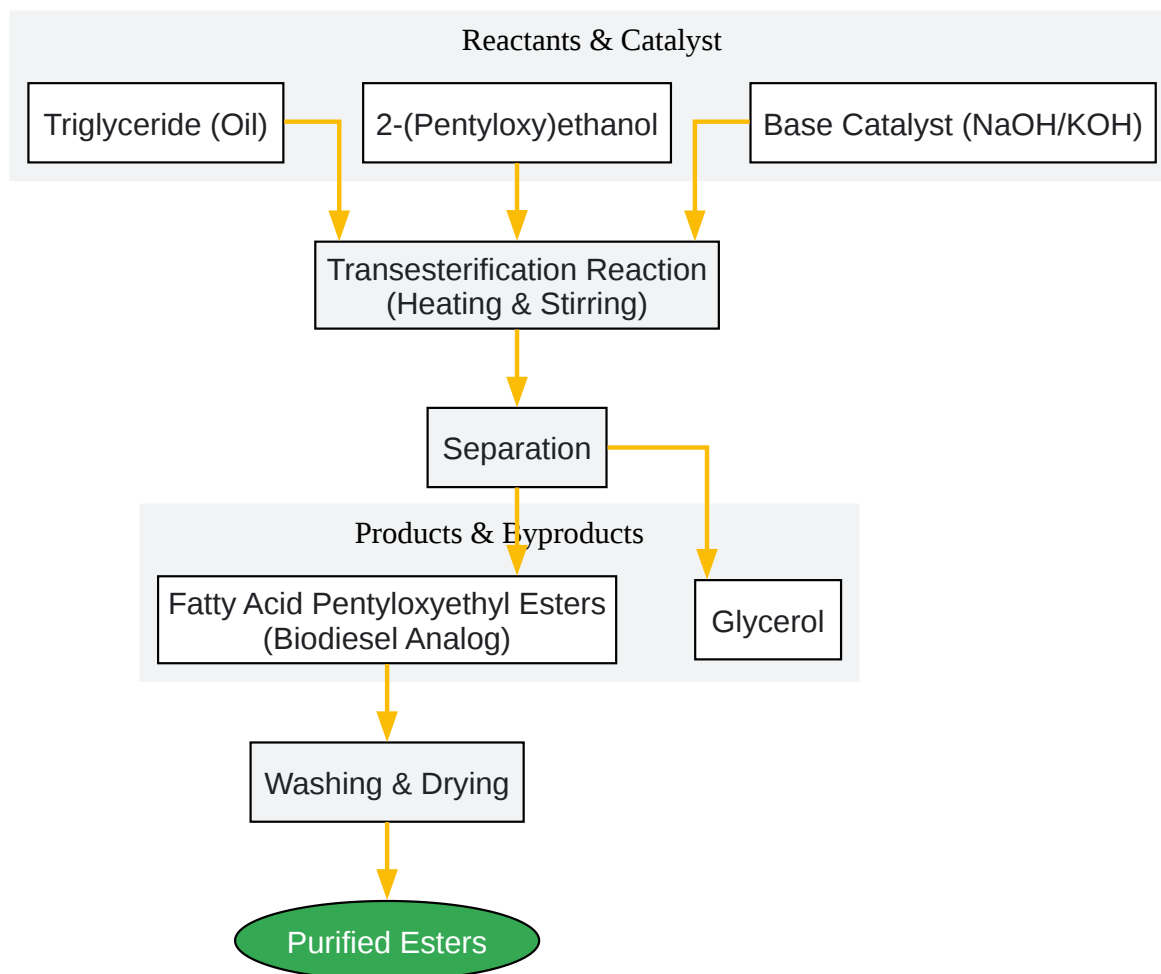 Reactants & Catalyst
Triglyceride (Oil)
2-(Pentyloxy)ethanol
Base Catalyst (NaOH/KOH)
Transesterification Reaction
(Heating & Stirring)
Separation
Products & Byproducts
Fatty Acid Pentyloxyethyl Esters
(Biodiesel Analog)
Glycerol
Washing & Drying
Purified Esters